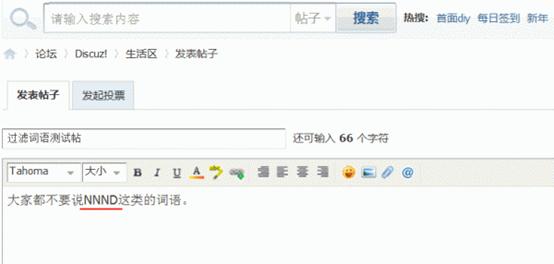 请输入搜索内容 帖子 搜索 热搜: 首面diy 每日签到 新年
论坛 Discuz! 生活区 发表帖子
发表帖子 发起投票
过滤词语测试帖 还可输入 66 个字符
Tahoma 大小 B I U A @
大家都不要说NNND这类的词语。